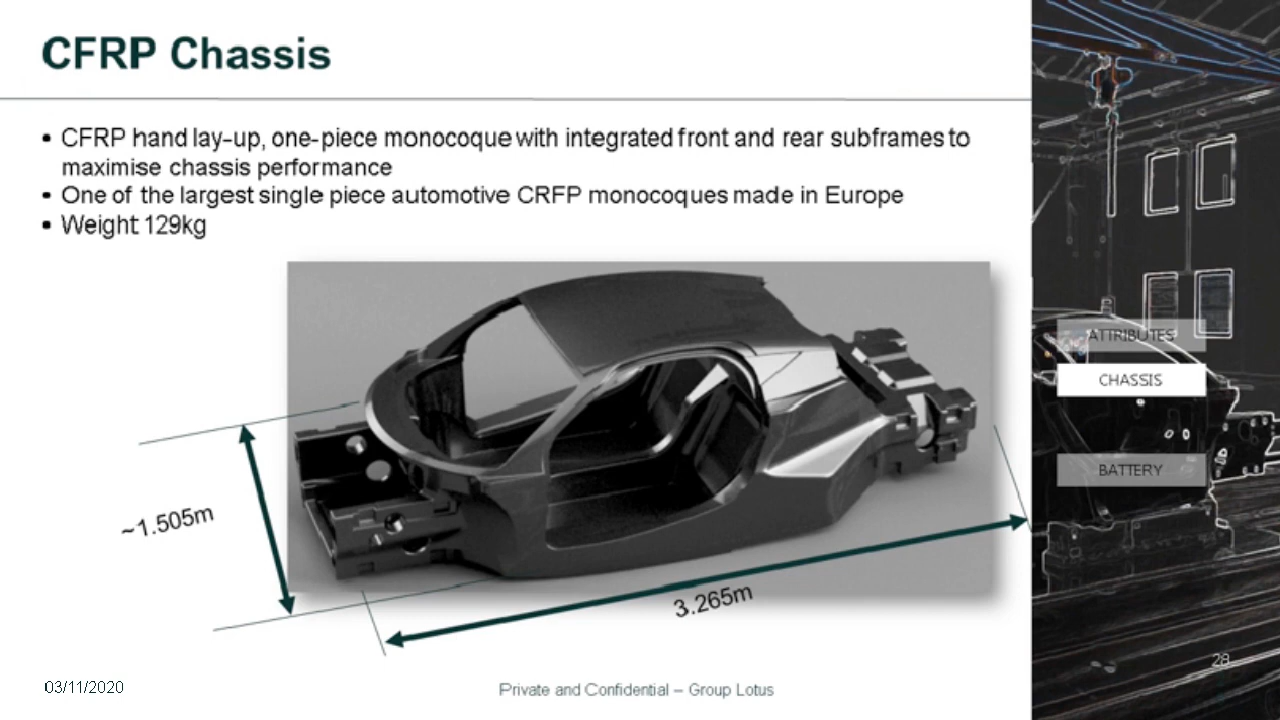 CFRP Chassis
• CFRP hand lay-up, one-piece monocoque with integrated front and rear subframes to
maximise chassis performance
• One of the largest single piece automotive CRFP monocoques made in Europe
• Weight 129kg
ATTRIBUTES
CHASSIS
BATTERY
~1.505m
3.265m
28
03/11/2020
Private and Confidential – Group Lotus